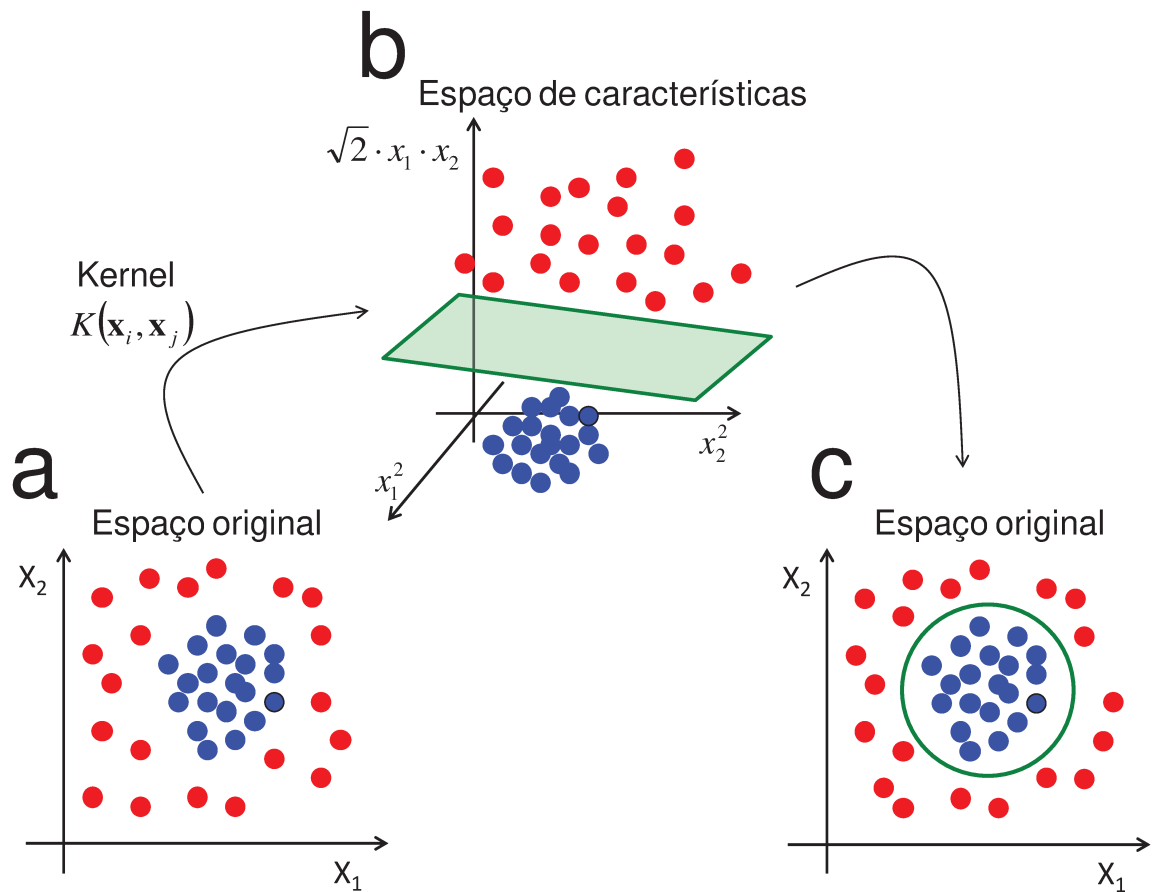 b
Espaço de características
√2 · x₁ · x₂
Kernel
K(xᵢ, xⱼ)
x₂²
x₁²
a
Espaço original
X₂
X₁
c
Espaço original
X₂
X₁